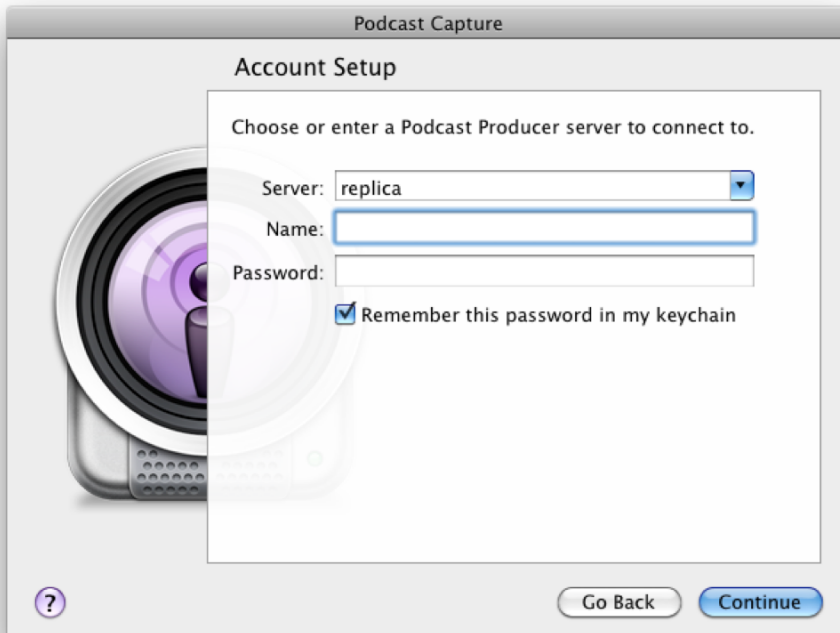 Podcast Capture
Account Setup
Choose or enter a Podcast Producer server to connect to.
Server: replica
Name:
Password:
Remember this password in my keychain
? Go Back Continue